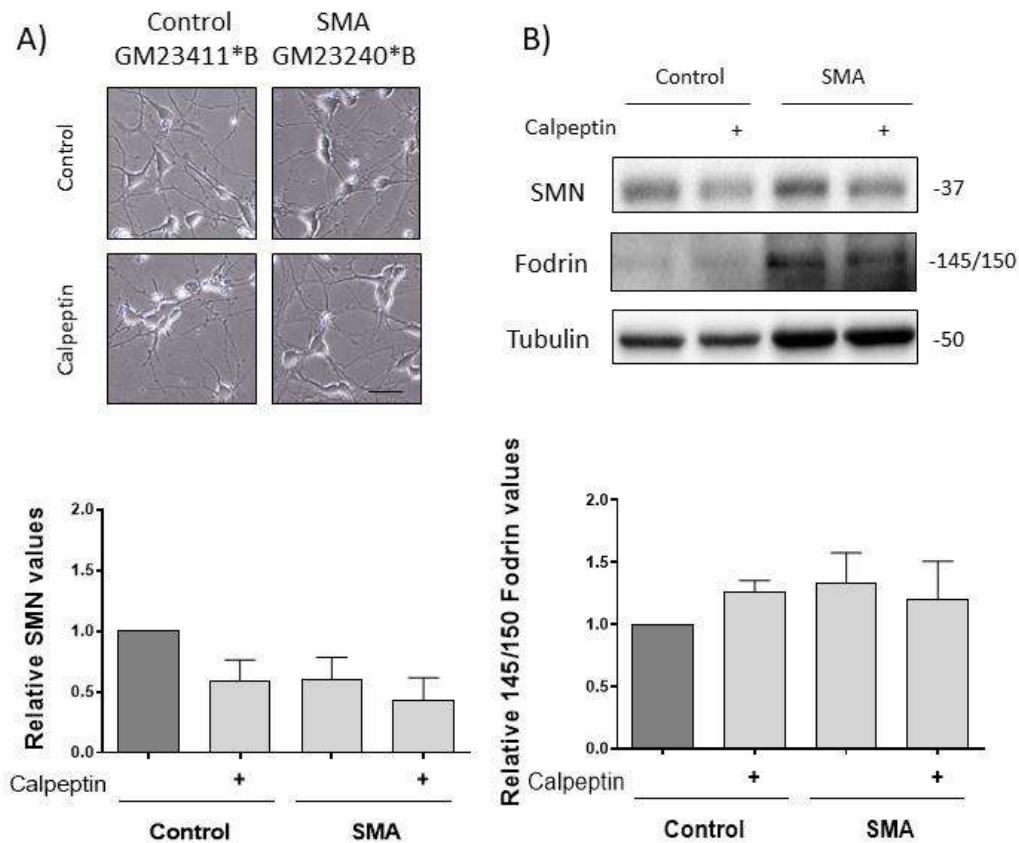 A)
Control
GM23411*B
SMA
GM23240*B
Control
Calpeptin
B)
Control SMA
Calpeptin + +
SMN -37
Fodrin -145/150
Tubulin -50
Relative SMN values
2.0
1.5
1.0
0.5
0.0
Calpeptin + +
Control SMA
Relative 145/150 Fodrin values
2.0
1.5
1.0
0.5
0.0
Calpeptin + +
Control SMA